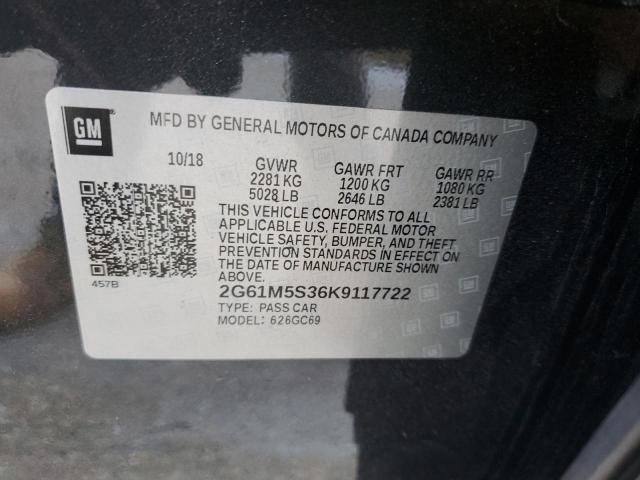 GM
MFD BY GENERAL MOTORS OF CANADA COMPANY
10/18 GVWR GAWR FRT GAWR RR
2281 KG 1200 KG 1080 KG
5028 LB 2646 LB 2381 LB
THIS VEHICLE CONFORMS TO ALL
APPLICABLE U.S. FEDERAL MOTOR
VEHICLE SAFETY, BUMPER, AND THEFT
PREVENTION STANDARDS IN EFFECT ON
THE DATE OF MANUFACTURE SHOWN
ABOVE.
457B
2G61M5S36K9117722
TYPE: PASS CAR
MODEL: 626GC69